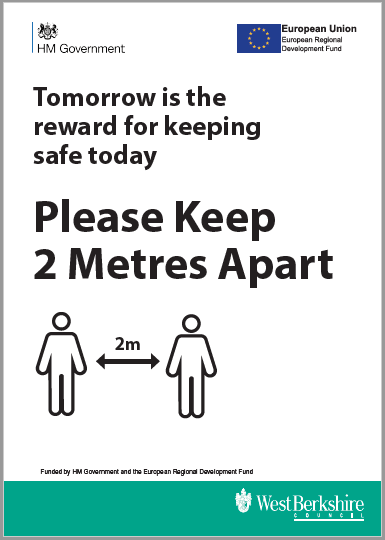 HM Government
European Union
European Regional
Development Fund
Tomorrow is the
reward for keeping
safe today
Please Keep
2 Metres Apart
2m
Funded by HM Government and the European Regional Development Fund
West Berkshire
COUNCIL